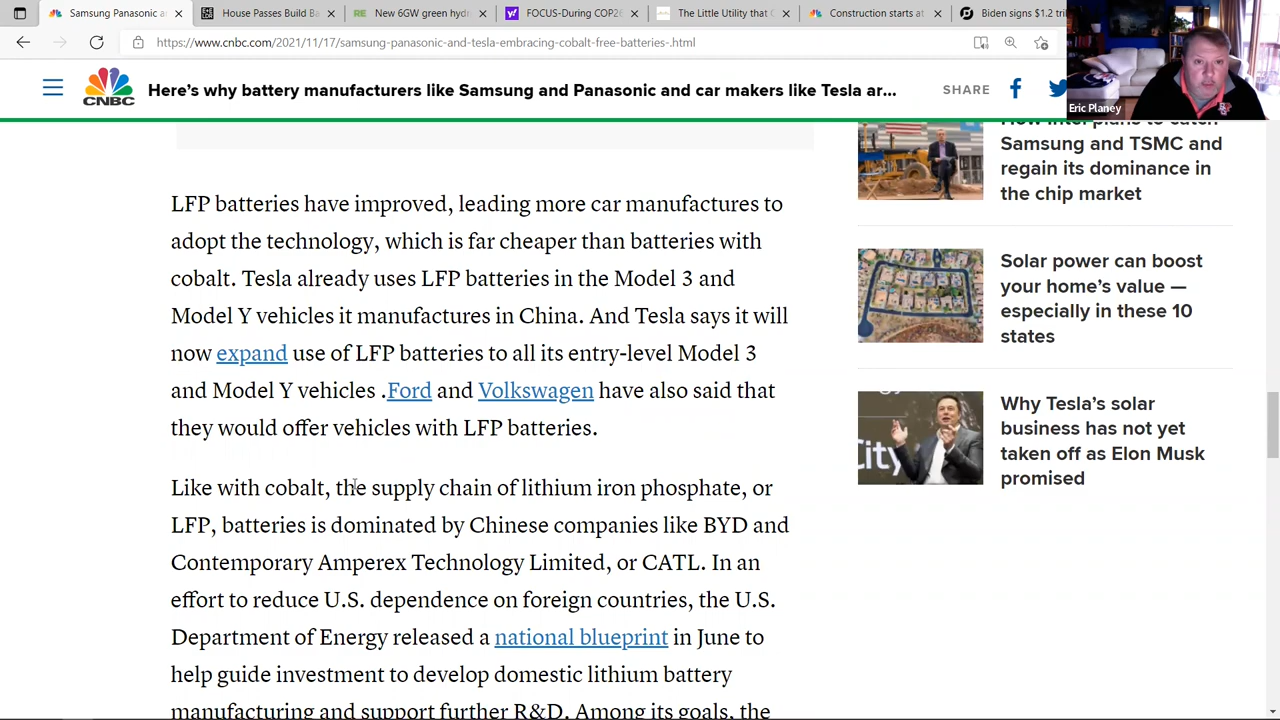 Samsung Panasonic a
House Passes Build Ba
New 6GW green hydr
FOCUS-During COP26
The Little Utility that C
Construction starts at
Biden signs $1.2 tri
https://www.cnbc.com/2021/11/17/samsung-panasonic-and-tesla-embracing-cobalt-free-batteries-.html
CNBC
Here's why battery manufacturers like Samsung and Panasonic and car makers like Tesla ar...
SHARE
Eric Planey
LFP batteries have improved, leading more car manufactures to
adopt the technology, which is far cheaper than batteries with
cobalt. Tesla already uses LFP batteries in the Model 3 and
Model Y vehicles it manufactures in China. And Tesla says it will
now expand use of LFP batteries to all its entry-level Model 3
and Model Y vehicles .Ford and Volkswagen have also said that
they would offer vehicles with LFP batteries.
Like with cobalt, the supply chain of lithium iron phosphate, or
LFP, batteries is dominated by Chinese companies like BYD and
Contemporary Amperex Technology Limited, or CATL. In an
effort to reduce U.S. dependence on foreign countries, the U.S.
Department of Energy released a national blueprint in June to
help guide investment to develop domestic lithium battery
manufacturing and support further R&D. Among its goals, the
How Intel plans to catch
Samsung and TSMC and
regain its dominance in
the chip market
Solar power can boost
your home's value —
especially in these 10
states
City
Why Tesla's solar
business has not yet
taken off as Elon Musk
promised